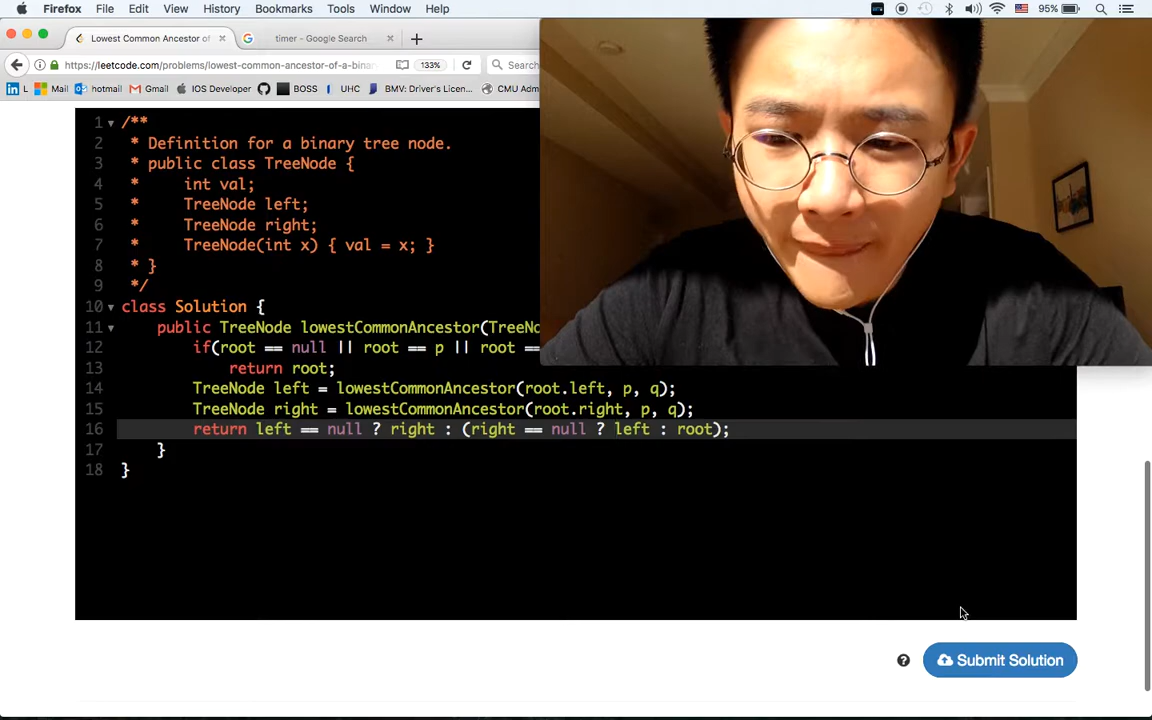 Firefox File Edit View History Bookmarks Tools Window Help 95%
Lowest Common Ancestor of timer - Google Search
https://leetcode.com/problems/lowest-common-ancestor-of-a-binar 133% Search
L Mail hotmail Gmail IOS Developer BOSS UHC BMV: Driver's Licen... CMU Adm
1 /**
2 * Definition for a binary tree node.
3 * public class TreeNode {
4 * int val;
5 * TreeNode left;
6 * TreeNode right;
7 * TreeNode(int x) { val = x; }
8 * }
9 */
10 class Solution {
11 public TreeNode lowestCommonAncestor(TreeNo
12 if(root == null || root == p || root ==
13 return root;
14 TreeNode left = lowestCommonAncestor(root.left, p, q);
15 TreeNode right = lowestCommonAncestor(root.right, p, q);
16 return left == null ? right : (right == null ? left : root);
17 }
18 }
? Submit Solution